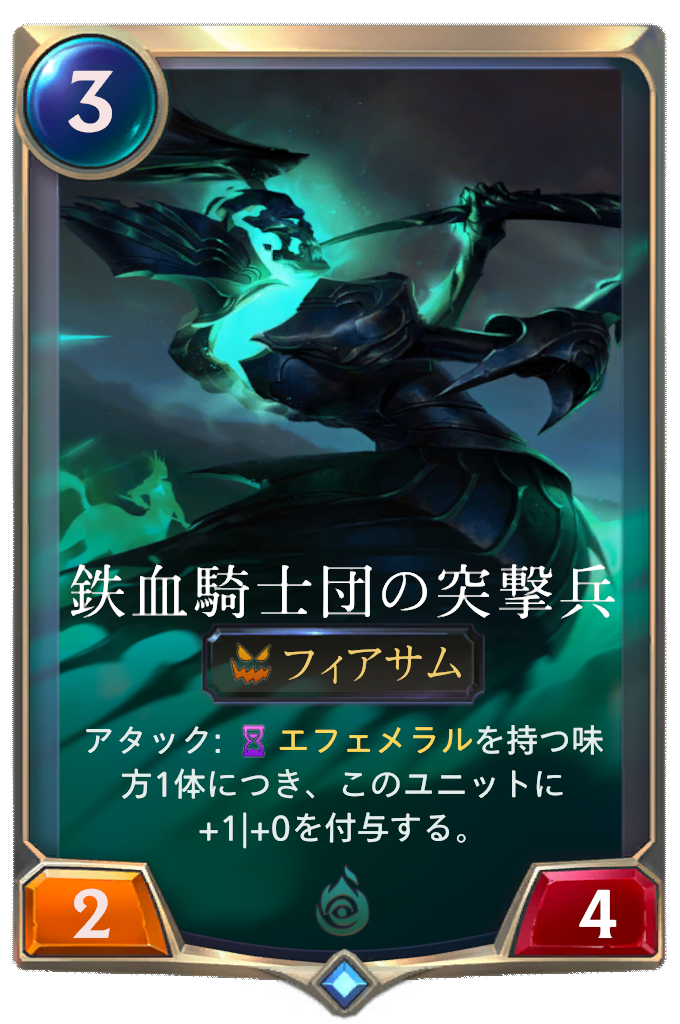 3
鉄血騎士団の突撃兵
フィアサム
アタック: エフェメラルを持つ味
方1体につき、このユニットに
+1|+0を付与する。
2
4